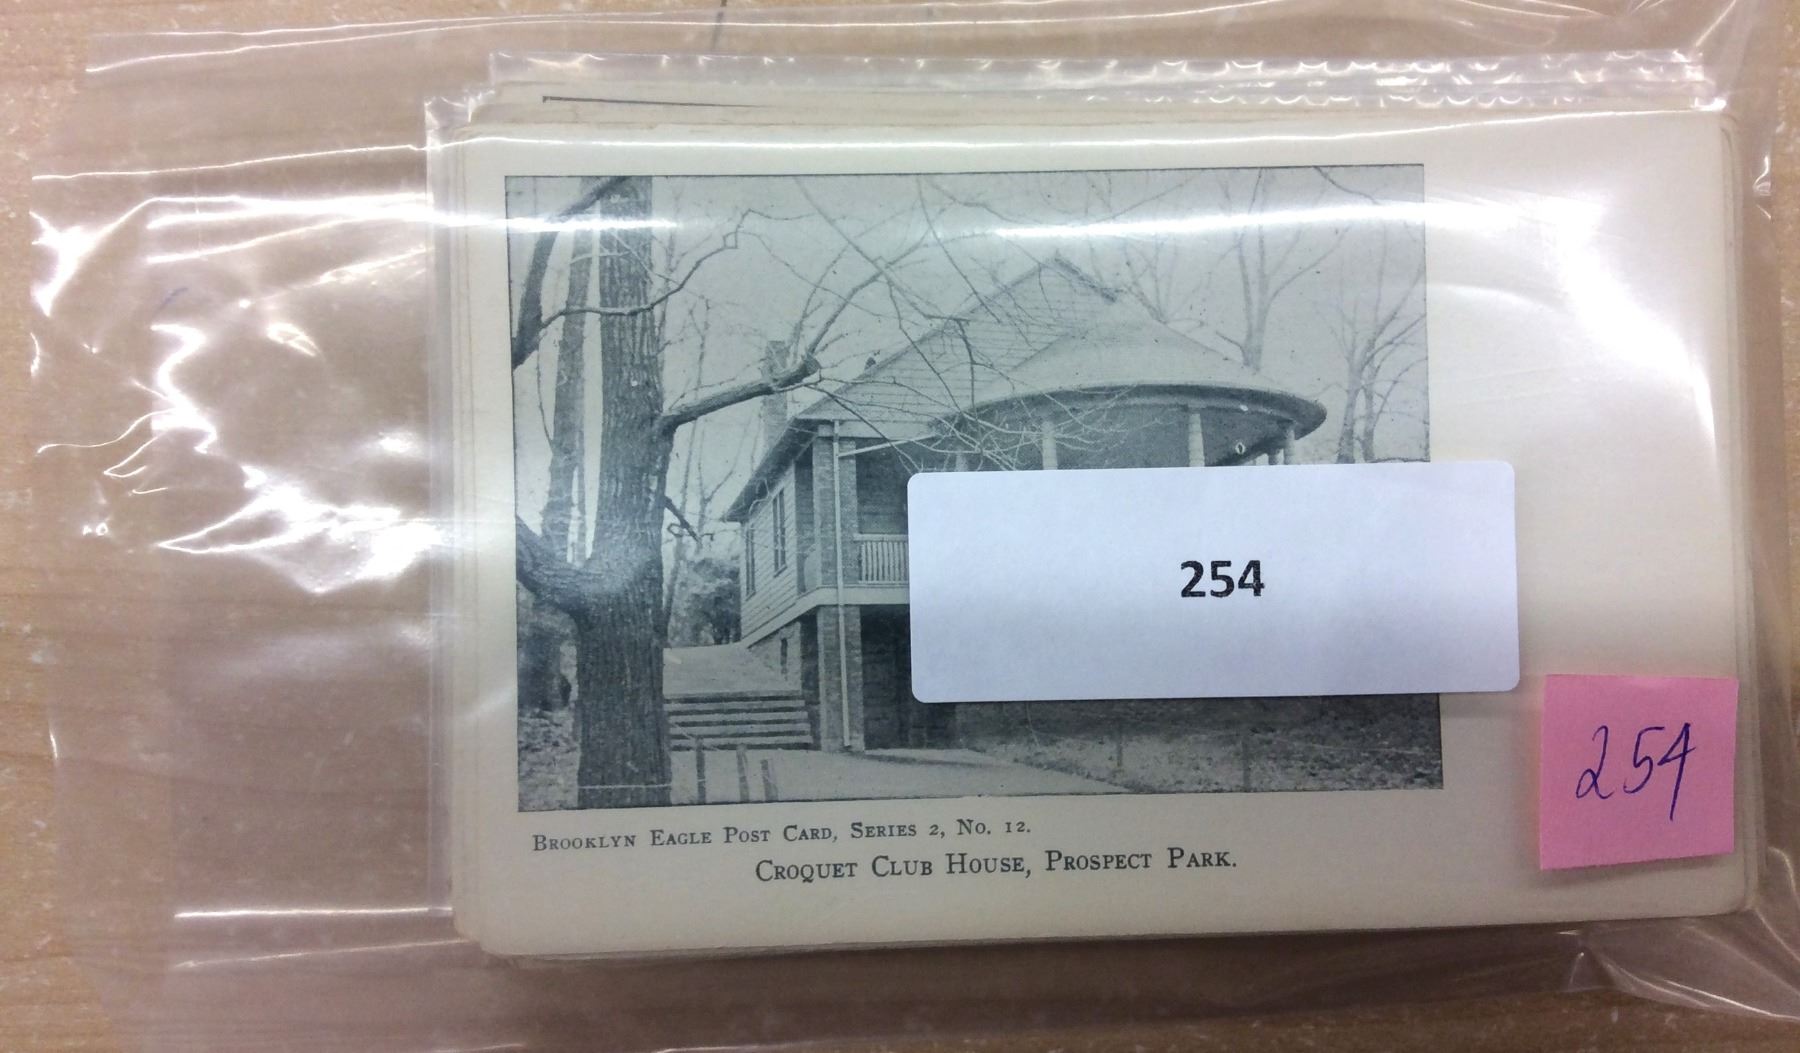 254
254
Brooklyn Eagle Post Card, Series 2, No. 12.
Croquet Club House, Prospect Park.